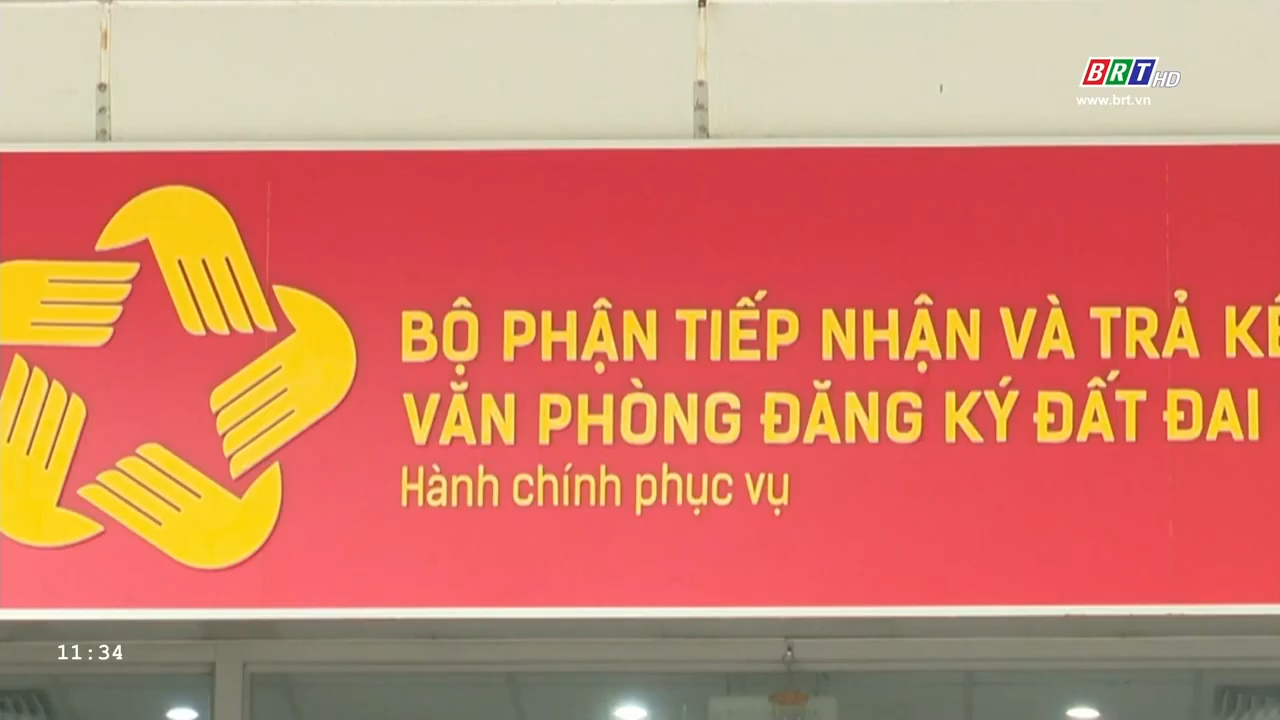 BRT HD
www.brt.vn
BỘ PHẬN TIẾP NHẬN VÀ TRẢ
VĂN PHÒNG ĐĂNG KÝ ĐẤT ĐAI
Hành chính phục vụ
11:34